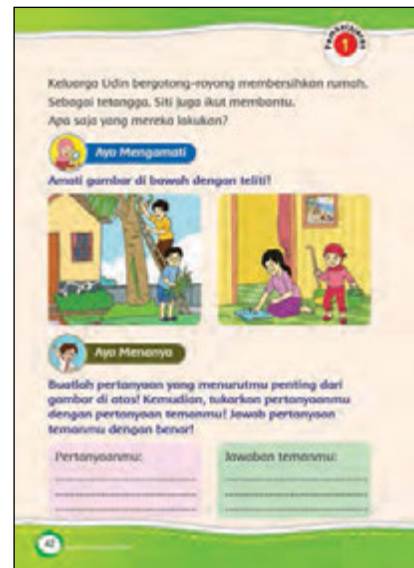 Pembelajaran
1
Keluarga Udin bergotong-royong membersihkan rumah.
Sebagai tetangga, Siti juga ikut membantu.
Apa saja yang mereka lakukan?
Ayo Mengamati
Amati gambar di bawah dengan teliti!
Ayo Menanya
Buatlah pertanyaan yang menurutmu penting dari
gambar di atas! Kemudian, tukarkan pertanyaanmu
dengan pertanyaan temanmu! Jawab pertanyaan
temanmu dengan benar!
Pertanyaanmu:
Jawaban temanmu:
42